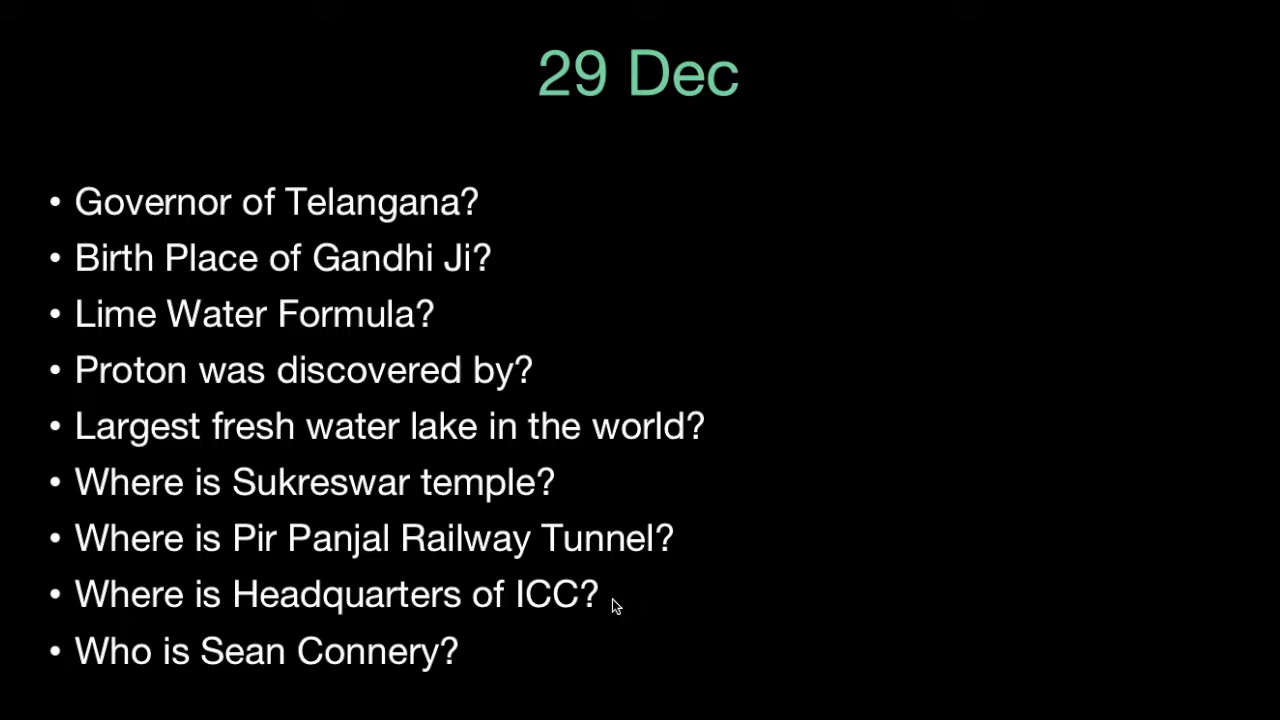 29 Dec
• Governor of Telangana?
• Birth Place of Gandhi Ji?
• Lime Water Formula?
• Proton was discovered by?
• Largest fresh water lake in the world?
• Where is Sukreswar temple?
• Where is Pir Panjal Railway Tunnel?
• Where is Headquarters of ICC?
• Who is Sean Connery?